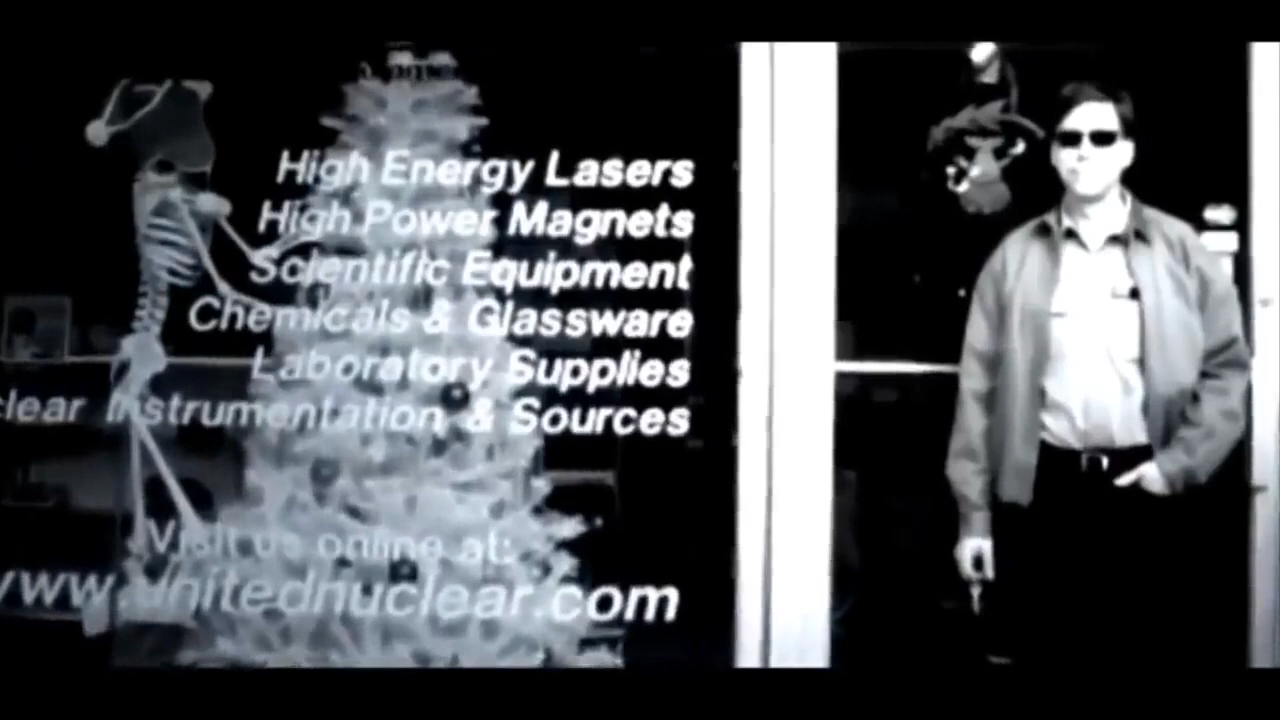 High Energy Lasers
High Power Magnets
Scientific Equipment
Chemicals & Glassware
Laboratory Supplies
clear Instrumentation & Sources
Visit us online at:
www.unitednuclear.com